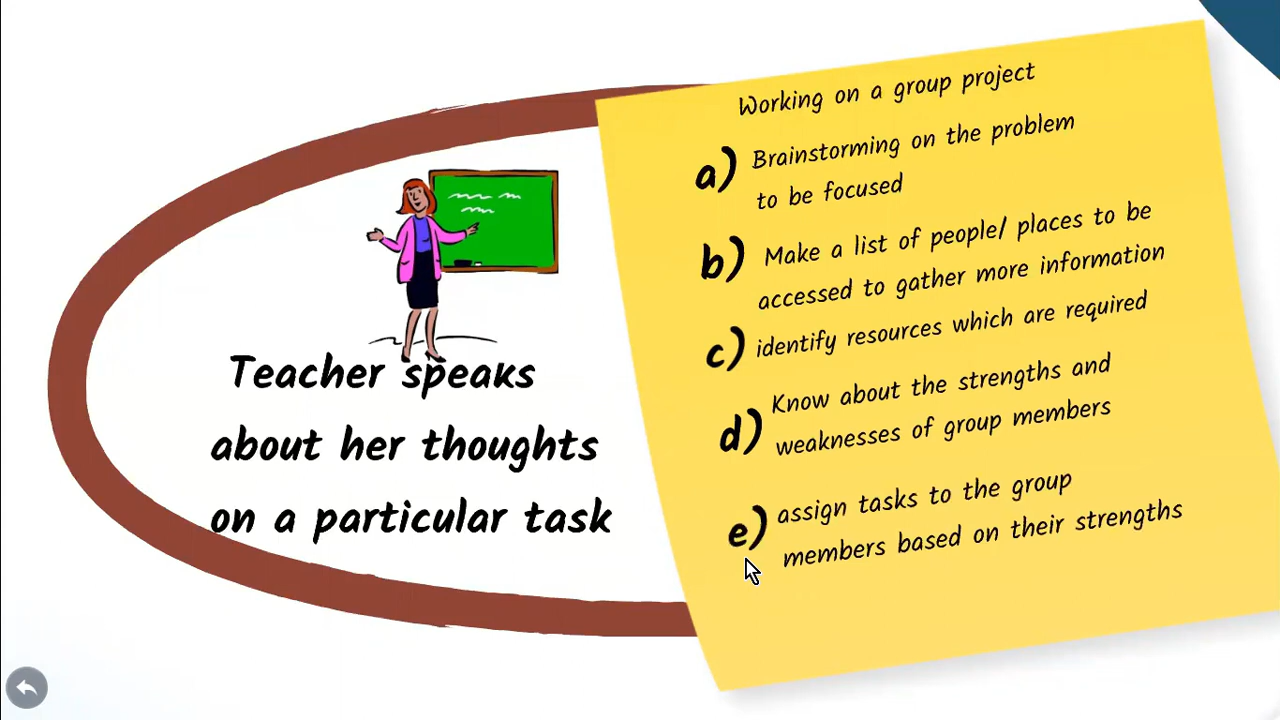 Teacher speaks
about her thoughts
on a particular task
Working on a group project
a) Brainstorming on the problem
to be focused
b) Make a list of people/ places to be
accessed to gather more information
c) identify resources which are required
d) Know about the strengths and
weaknesses of group members
e) assign tasks to the group
members based on their strengths